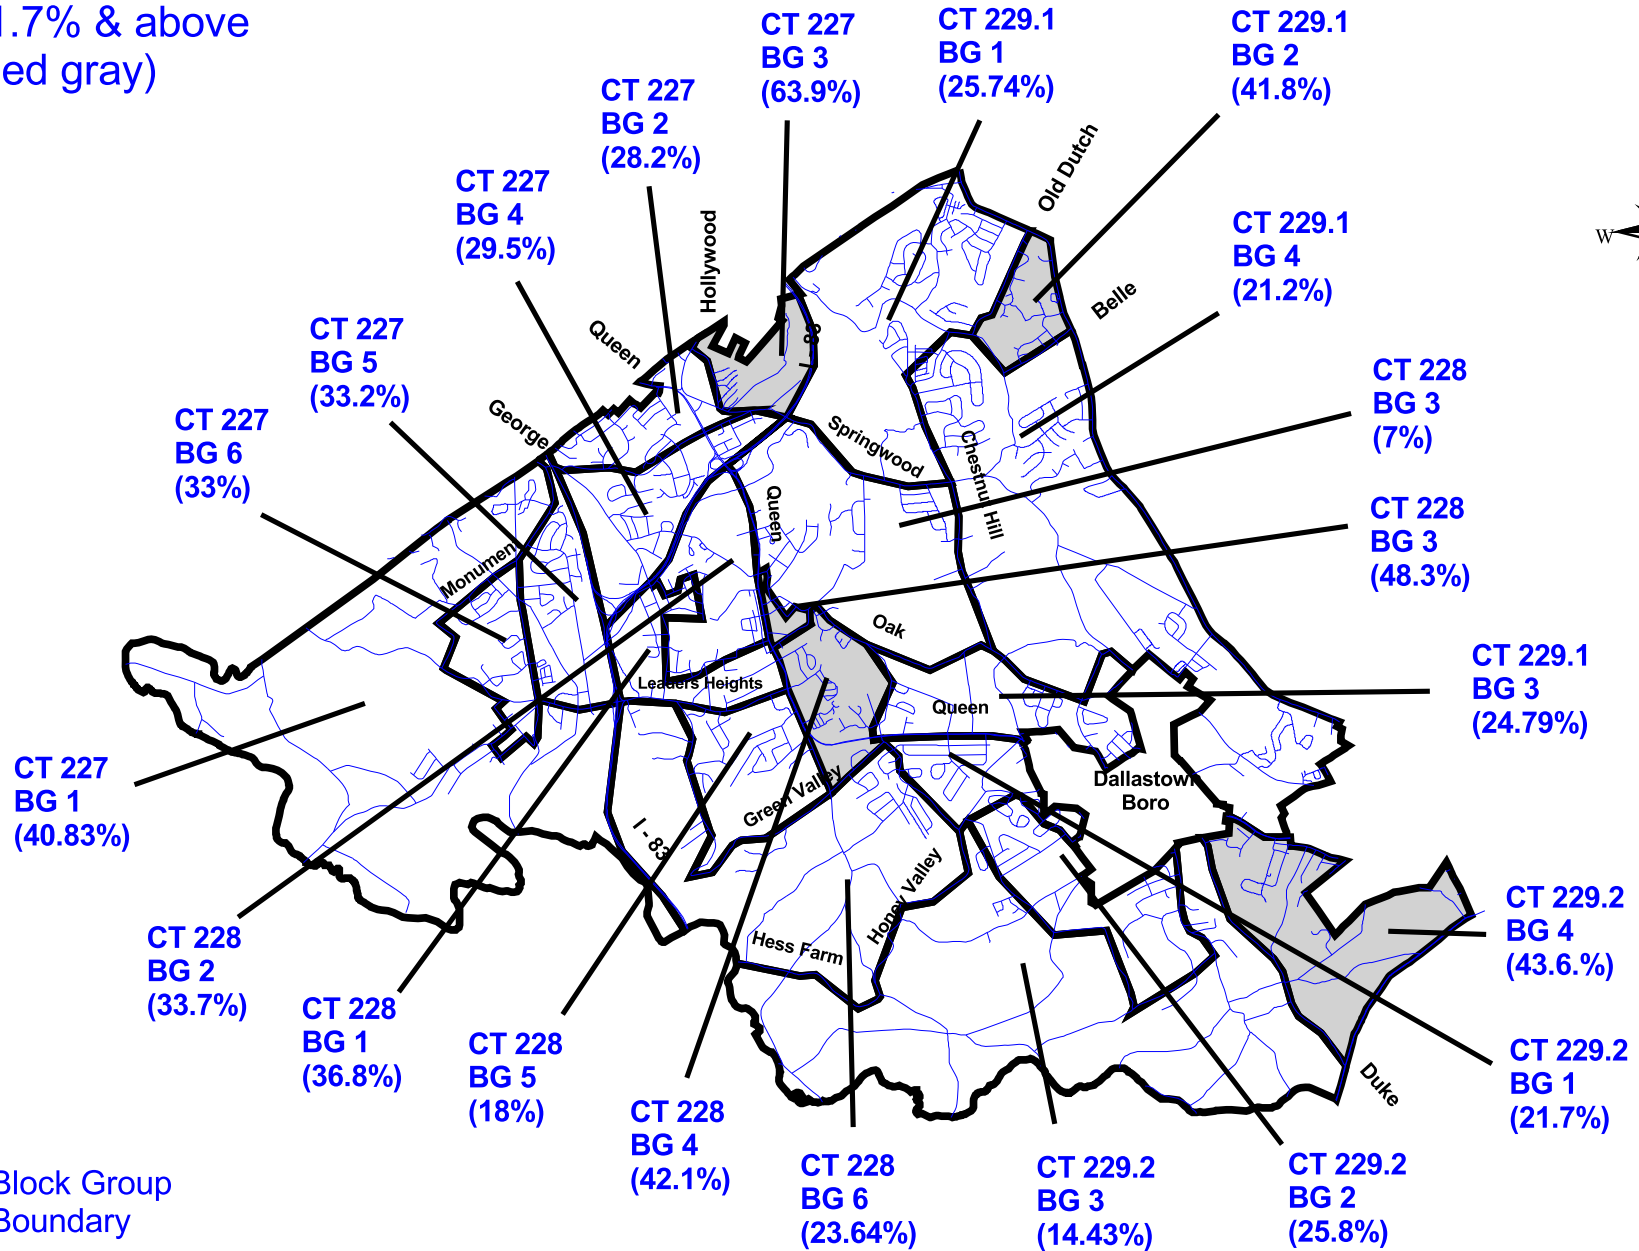 1.7% & above
ed gray)
CT 227
BG 3
(63.9%)
CT 229.1
BG 1
(25.74%)
CT 229.1
BG 2
(41.8%)
CT 227
BG 2
(28.2%)
CT 227
BG 4
(29.5%)
CT 229.1
BG 4
(21.2%)
CT 227
BG 5
(33.2%)
CT 227
BG 6
(33%)
CT 228
BG 3
(7%)
CT 228
BG 3
(48.3%)
CT 229.1
BG 3
(24.79%)
CT 227
BG 1
(40.83%)
CT 228
BG 2
(33.7%)
CT 228
BG 1
(36.8%)
CT 228
BG 5
(18%)
CT 228
BG 4
(42.1%)
CT 228
BG 6
(23.64%)
CT 229.2
BG 3
(14.43%)
CT 229.2
BG 2
(25.8%)
CT 229.2
BG 1
(21.7%)
CT 229.2
BG 4
(43.6.%)
Old Dutch
Hollywood
W
Belle
Queen
I - 83
George
Springwood
Chestnut Hill
Queen
Monumen
Oak
Leaders Heights
Queen
Dallastown
Boro
Green Valley
I - 83
Honey Valley
Hess Farm
Duke
Block Group
Boundary